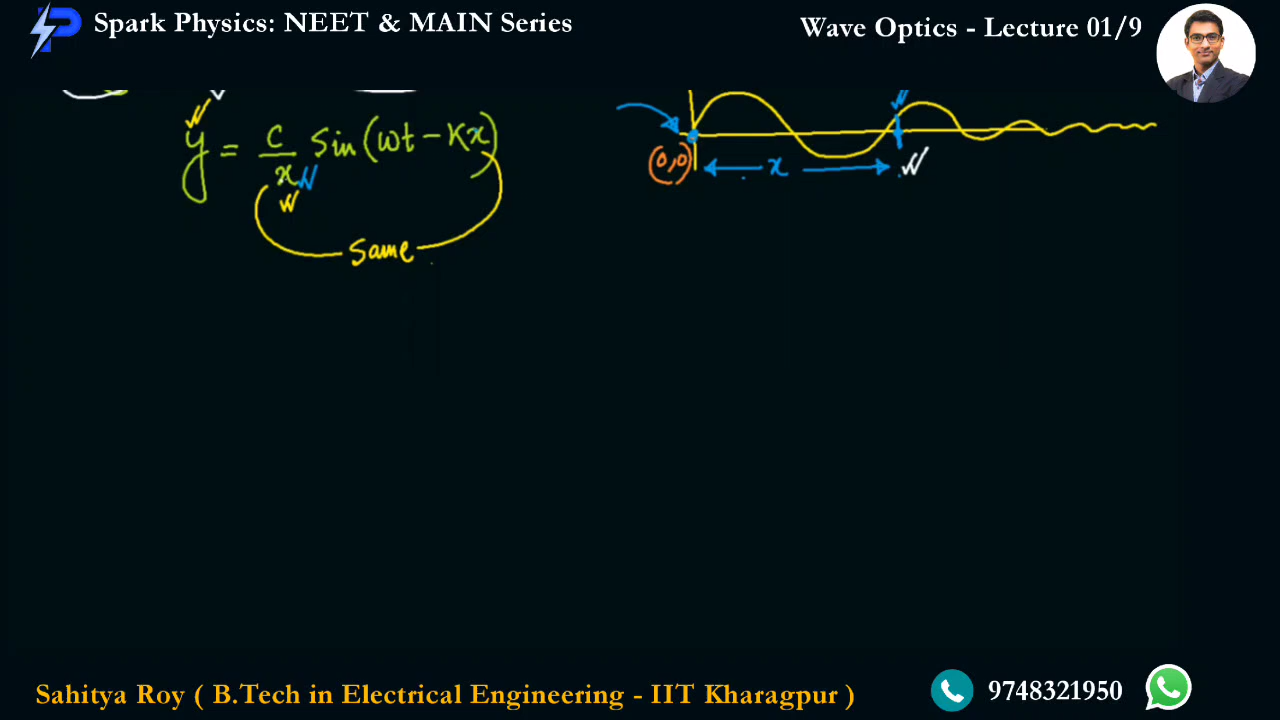 Spark Physics: NEET & MAIN Series
Wave Optics - Lecture 01/9
y = c/x Sin(ωt - Kx)
Same
(0,0)
x
Sahitya Roy ( B.Tech in Electrical Engineering - IIT Kharagpur )
9748321950